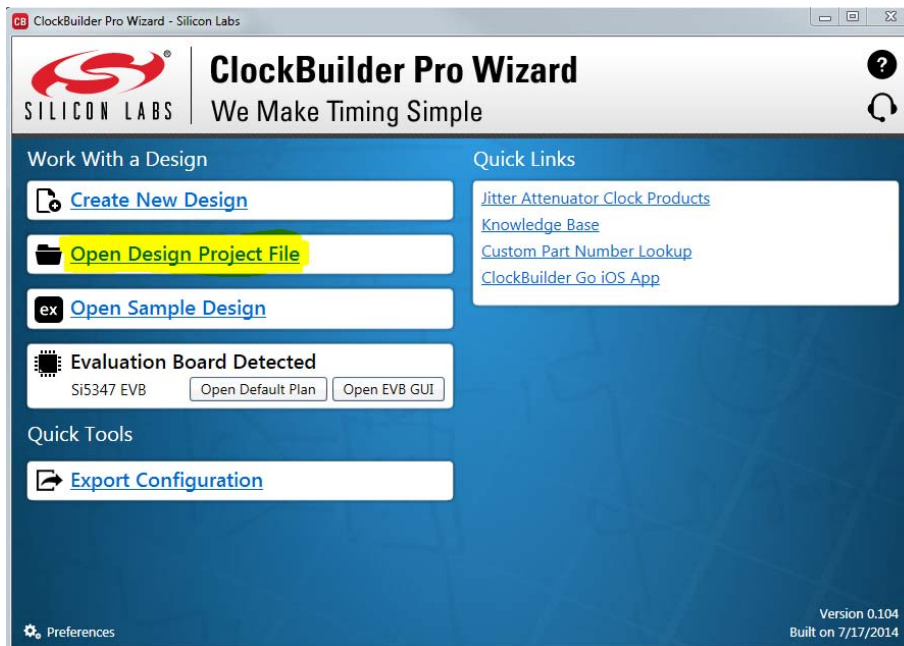 CB ClockBuilder Pro Wizard - Silicon Labs
SILICON LABS
ClockBuilder Pro Wizard
We Make Timing Simple
?
Work With a Design
Create New Design
Open Design Project File
ex Open Sample Design
Evaluation Board Detected
Si5347 EVB Open Default Plan Open EVB GUI
Quick Tools
Export Configuration
Quick Links
Jitter Attenuator Clock Products
Knowledge Base
Custom Part Number Lookup
ClockBuilder Go iOS App
Preferences
Version 0.104
Built on 7/17/2014